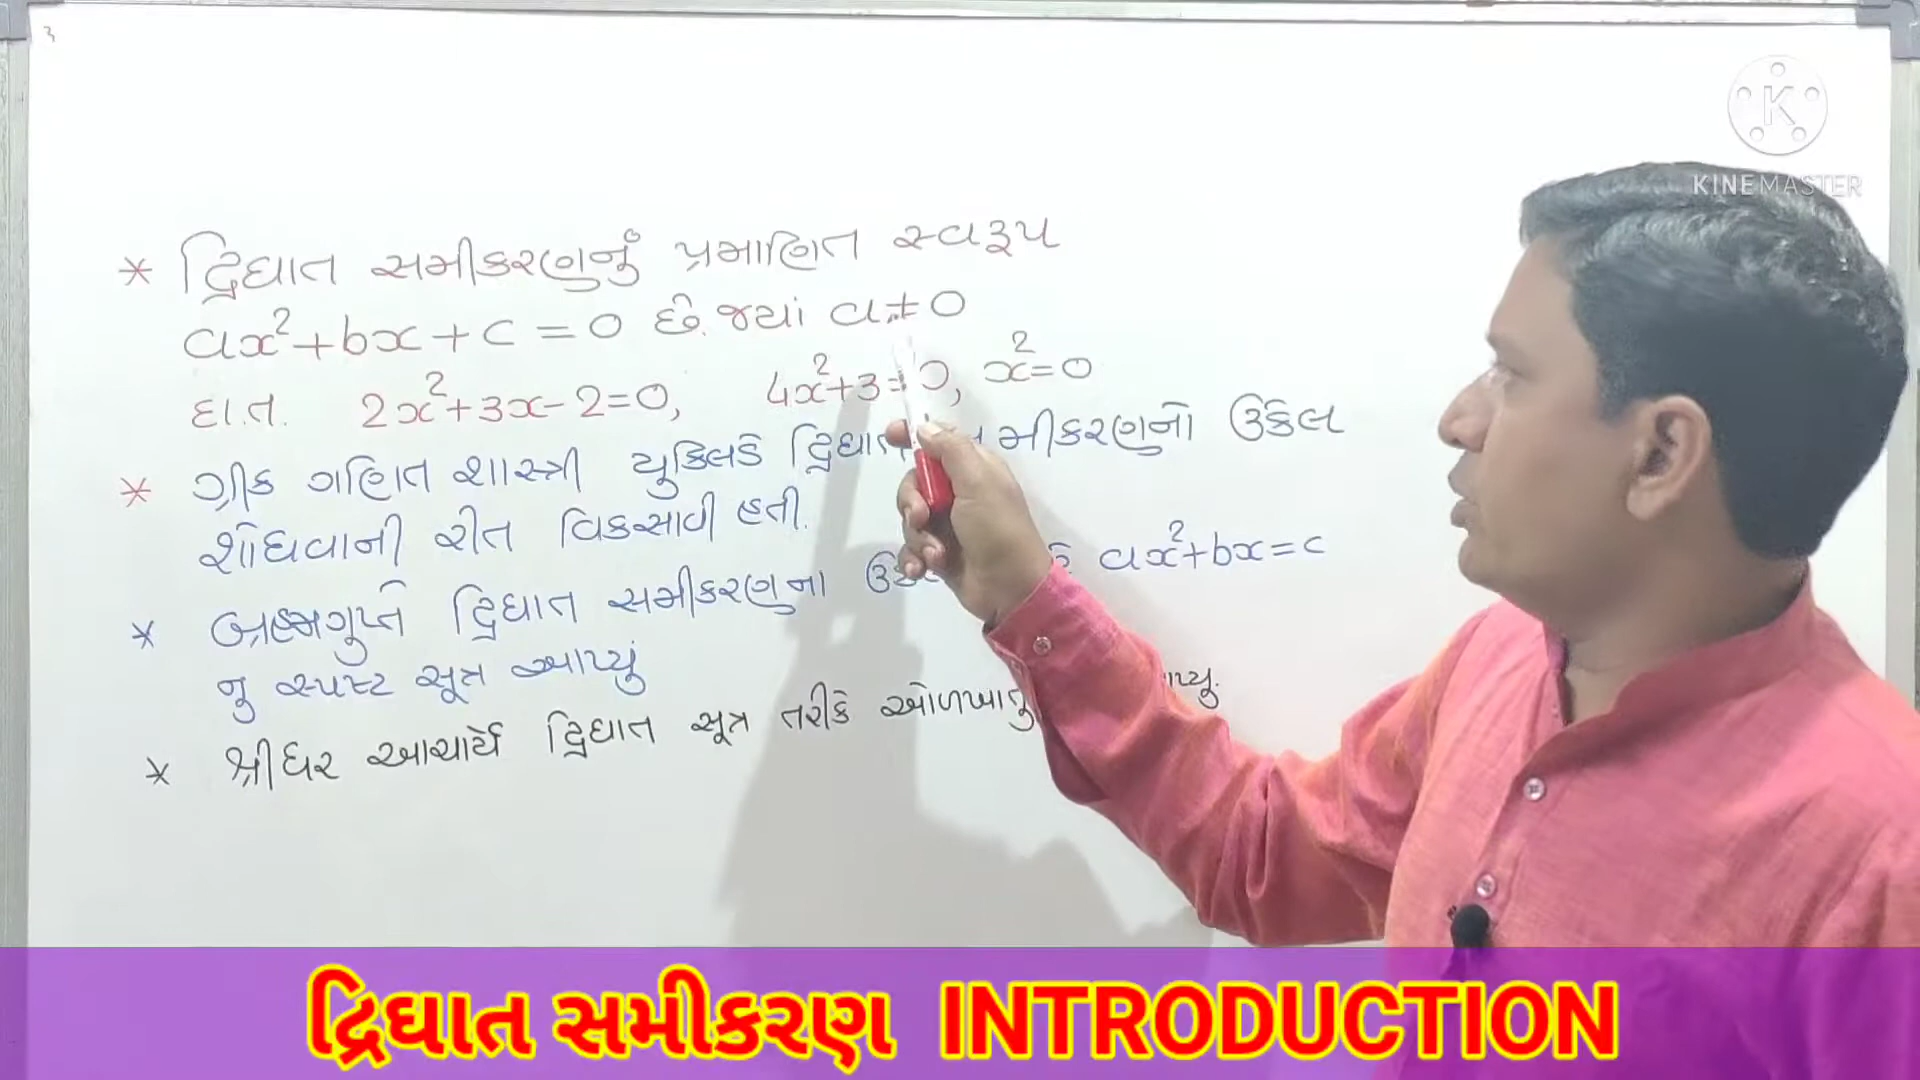 KINEMASTER
* દ્વિઘાત સમીકરણનું પ્રમાણિત સ્વરૂપ
ax²+bx+c=0 છે. જ્યાં a≠0
દા.ત. 2x²+3x-2=0, 4x²+3=0, x²=0
* ગ્રીક ગણિત શાસ્ત્રી યુકિલડે દ્વિઘાત સમીકરણનો ઉકેલ
શોધવાની રીત વિકસાવી હતી.
* બ્રહ્મગુપ્તે દ્વિઘાત સમીકરણના ax²+bx=c
નુ સ્પષ્ટ સૂત્ર આપ્યું
* શ્રીધર આચાર્યે દ્વિઘાત સૂત્ર તરીકે ઓળખાતુ
દ્વિઘાત સમીકરણ INTRODUCTION